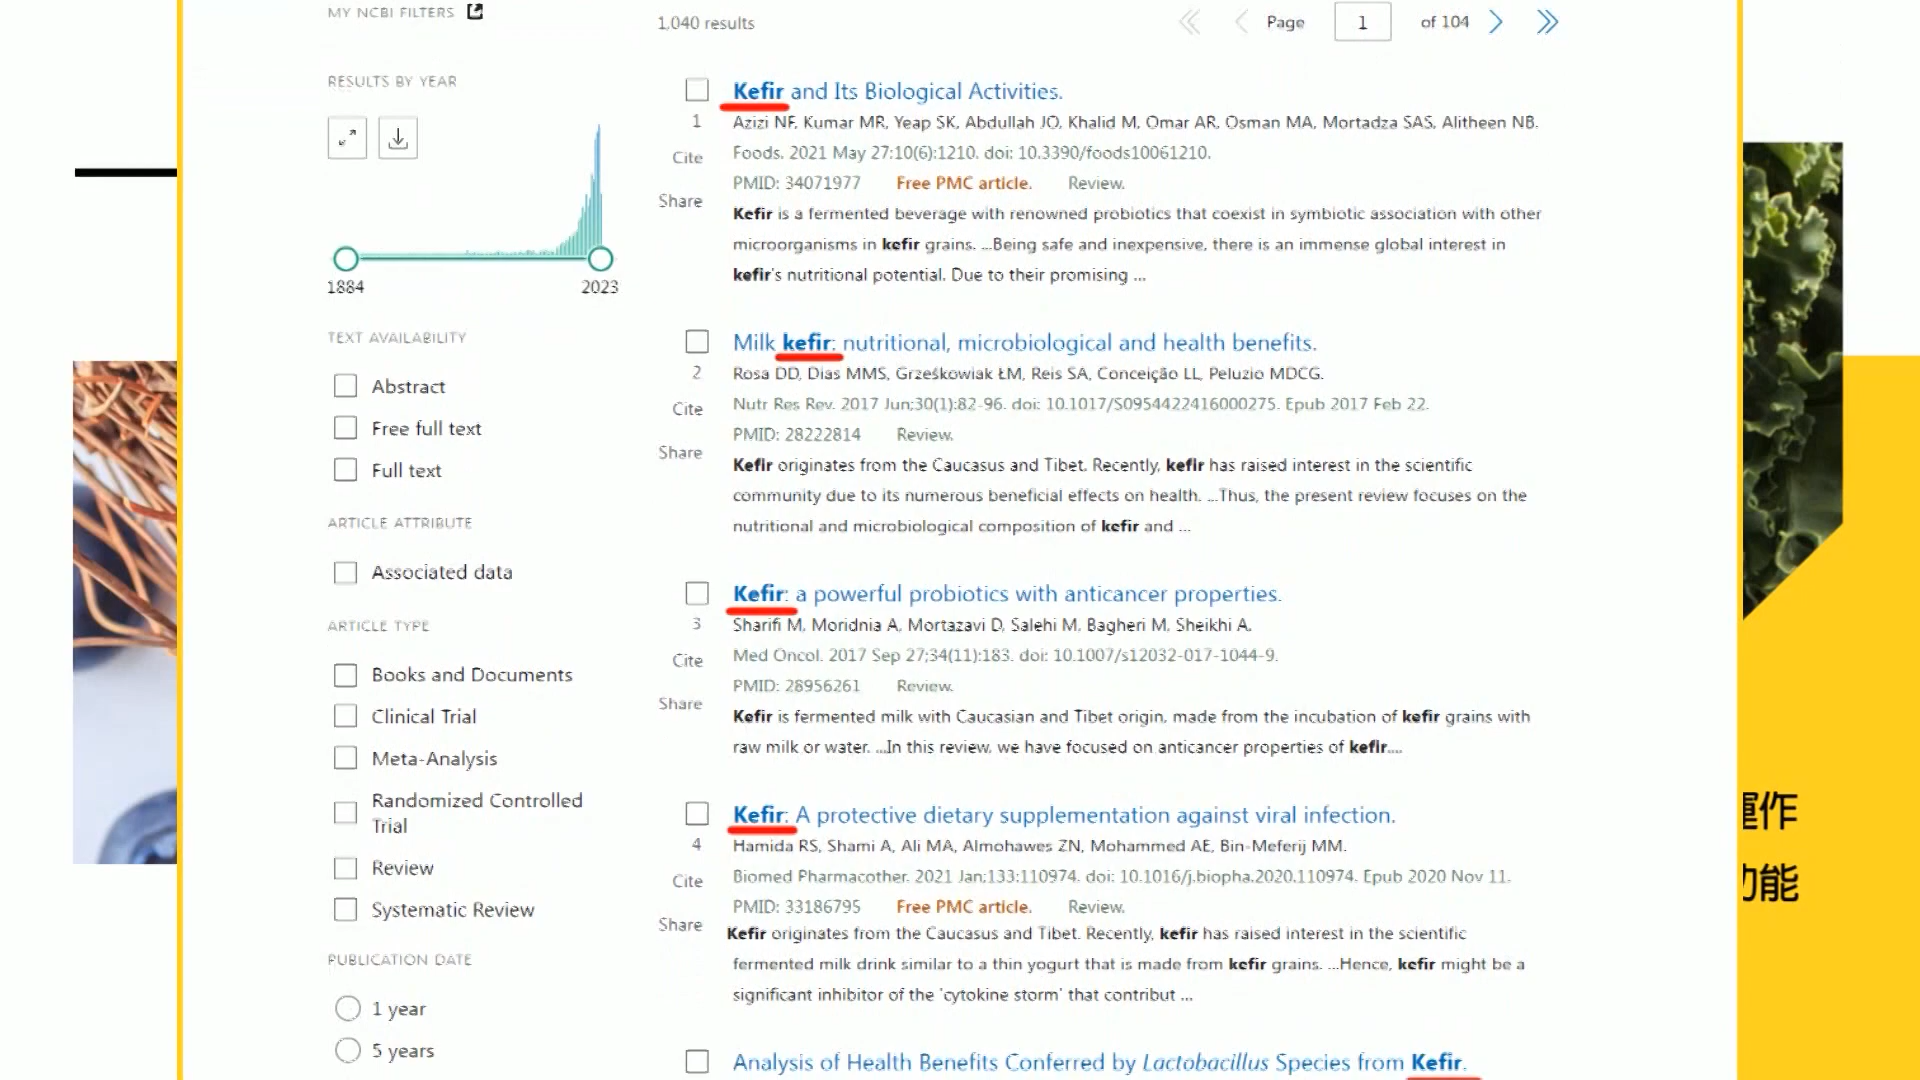 MY NCBI FILTERS
1,040 results
Page 1 of 104
RESULTS BY YEAR
1884 2023
TEXT AVAILABILITY
Abstract
Free full text
Full text
ARTICLE ATTRIBUTE
Associated data
ARTICLE TYPE
Books and Documents
Clinical Trial
Meta-Analysis
Randomized Controlled
Trial
Review
Systematic Review
PUBLICATION DATE
1 year
5 years
Kefir and Its Biological Activities.
1
Azizi NF, Kumar MR, Yeap SK, Abdullah JO, Khalid M, Omar AR, Osman MA, Mortadza SAS, Alitheen NB.
Cite
Foods. 2021 May 27;10(6):1210. doi: 10.3390/foods10061210.
PMID: 34071977 Free PMC article. Review.
Share
Kefir is a fermented beverage with renowned probiotics that coexist in symbiotic association with other
microorganisms in kefir grains. ...Being safe and inexpensive, there is an immense global interest in
kefir's nutritional potential. Due to their promising ...
Milk kefir: nutritional, microbiological and health benefits.
2
Rosa DD, Dias MMS, Grześkowiak ŁM, Reis SA, Conceição LL, Peluzio MDCG.
Cite
Nutr Res Rev. 2017 Jun;30(1):82-96. doi: 10.1017/S0954422416000275. Epub 2017 Feb 22.
PMID: 28222814 Review.
Share
Kefir originates from the Caucasus and Tibet. Recently, kefir has raised interest in the scientific
community due to its numerous beneficial effects on health. ...Thus, the present review focuses on the
nutritional and microbiological composition of kefir and ...
Kefir: a powerful probiotics with anticancer properties.
3
Sharifi M, Moridnia A, Mortazavi D, Salehi M, Bagheri M, Sheikhi A.
Cite
Med Oncol. 2017 Sep 27;34(11):183. doi: 10.1007/s12032-017-1044-9.
PMID: 28956261 Review.
Share
Kefir is fermented milk with Caucasian and Tibet origin, made from the incubation of kefir grains with
raw milk or water. ...In this review, we have focused on anticancer properties of kefir....
Kefir: A protective dietary supplementation against viral infection.
4
Hamida RS, Shami A, Ali MA, Almohawes ZN, Mohammed AE, Bin-Meferij MM.
Cite
Biomed Pharmacother. 2021 Jan;133:110974. doi: 10.1016/j.biopha.2020.110974. Epub 2020 Nov 11.
PMID: 33186795 Free PMC article. Review.
Share
Kefir originates from the Caucasus and Tibet. Recently, kefir has raised interest in the scientific
fermented milk drink similar to a thin yogurt that is made from kefir grains. ...Hence, kefir might be a
significant inhibitor of the 'cytokine storm' that contribut ...
Analysis of Health Benefits Conferred by Lactobacillus Species from Kefir.
運作
功能